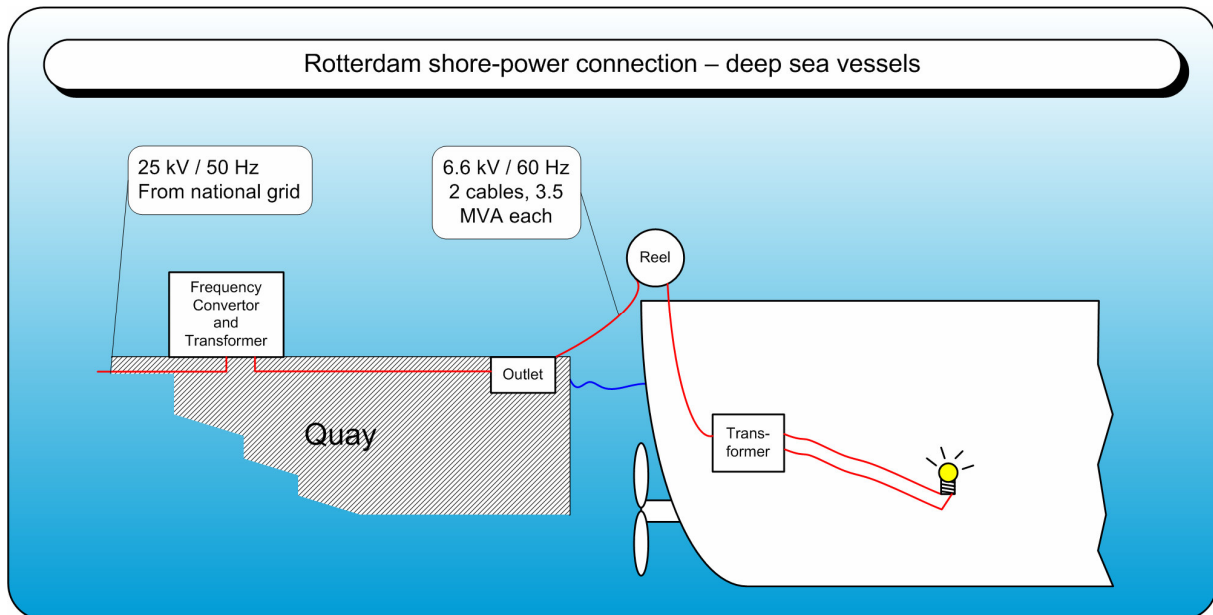 Rotterdam shore-power connection – deep sea vessels
25 kV / 50 Hz
From national grid
6.6 kV / 60 Hz
2 cables, 3.5
MVA each
Reel
Frequency
Convertor
and
Transformer
Outlet
Quay
Trans-
former